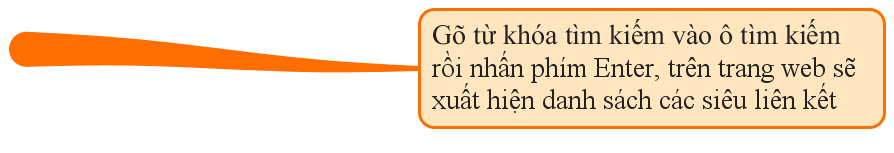 Gõ từ khóa tìm kiếm vào ô tìm kiếm
rồi nhấn phím Enter, trên trang web sẽ
xuất hiện danh sách các siêu liên kết